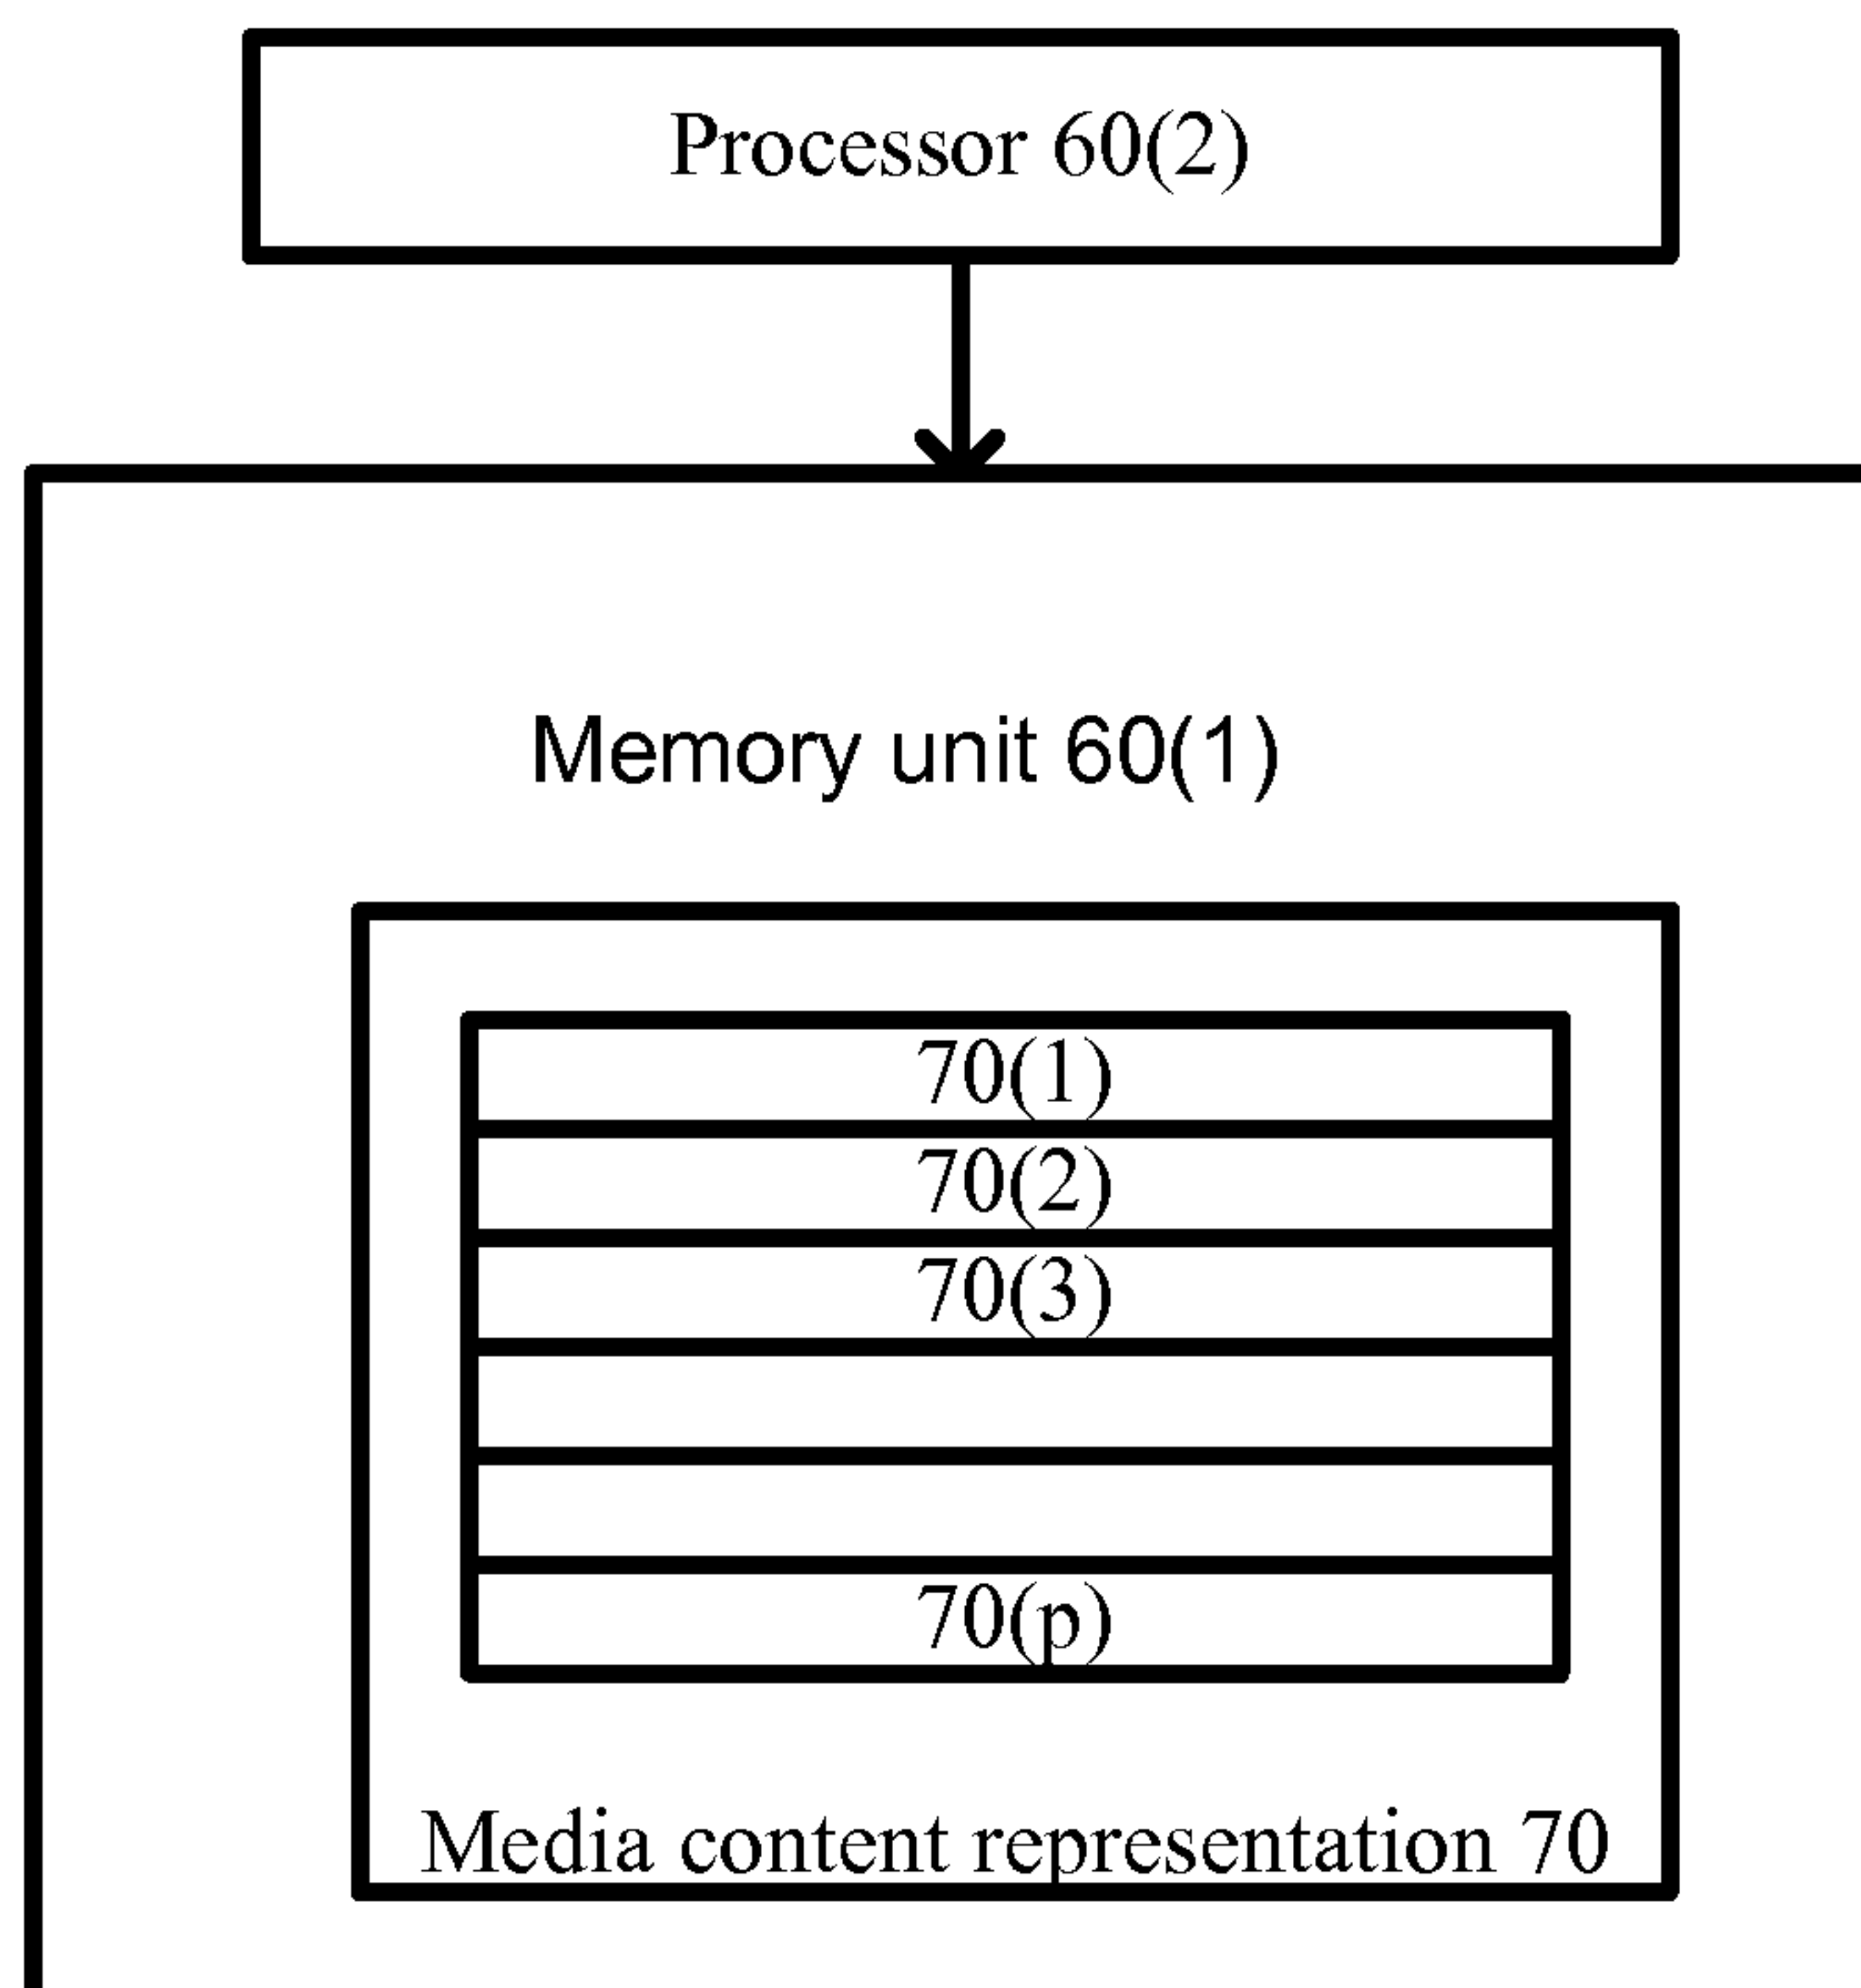 Processor 60(2)
Memory unit 60(1)
70(1)
70(2)
70(3)
70(p)
Media content representation 70